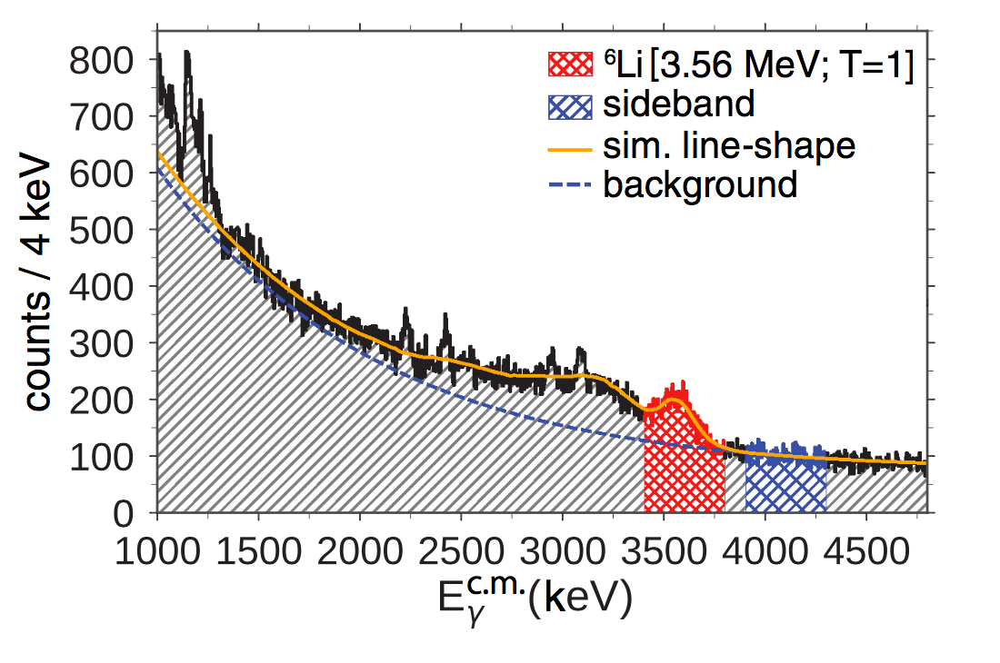 800
700
600
500
400
300
200
100
0
counts / 4 keV
⁶Li[3.56 MeV; T=1]
sideband
sim. line-shape
background
1000 1500 2000 2500 3000 3500 4000 4500
E_γ^c.m.(keV)